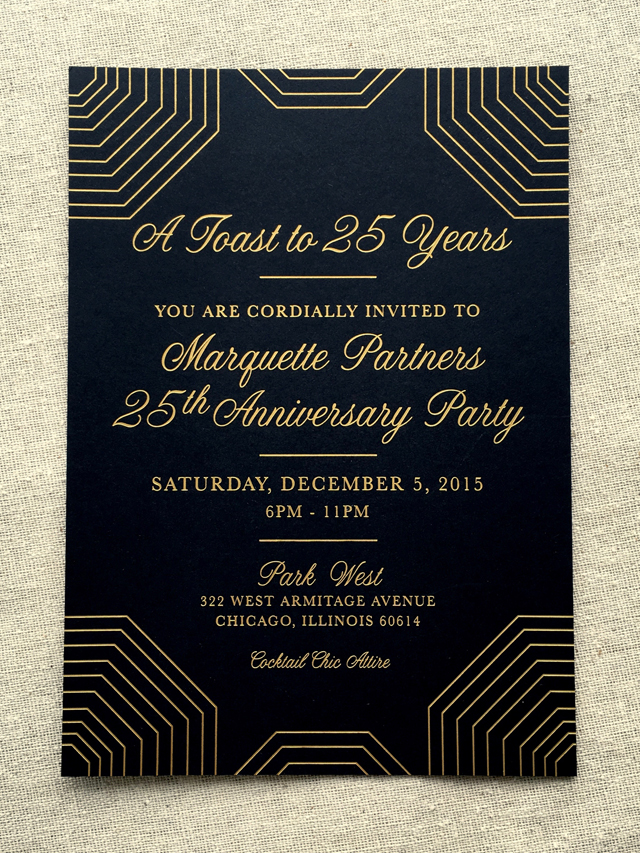 A Toast to 25 Years
YOU ARE CORDIALLY INVITED TO
Marquette Partners
25th Anniversary Party
SATURDAY, DECEMBER 5, 2015
6PM - 11PM
Park West
322 WEST ARMITAGE AVENUE
CHICAGO, ILLINOIS 60614
Cocktail Chic Attire